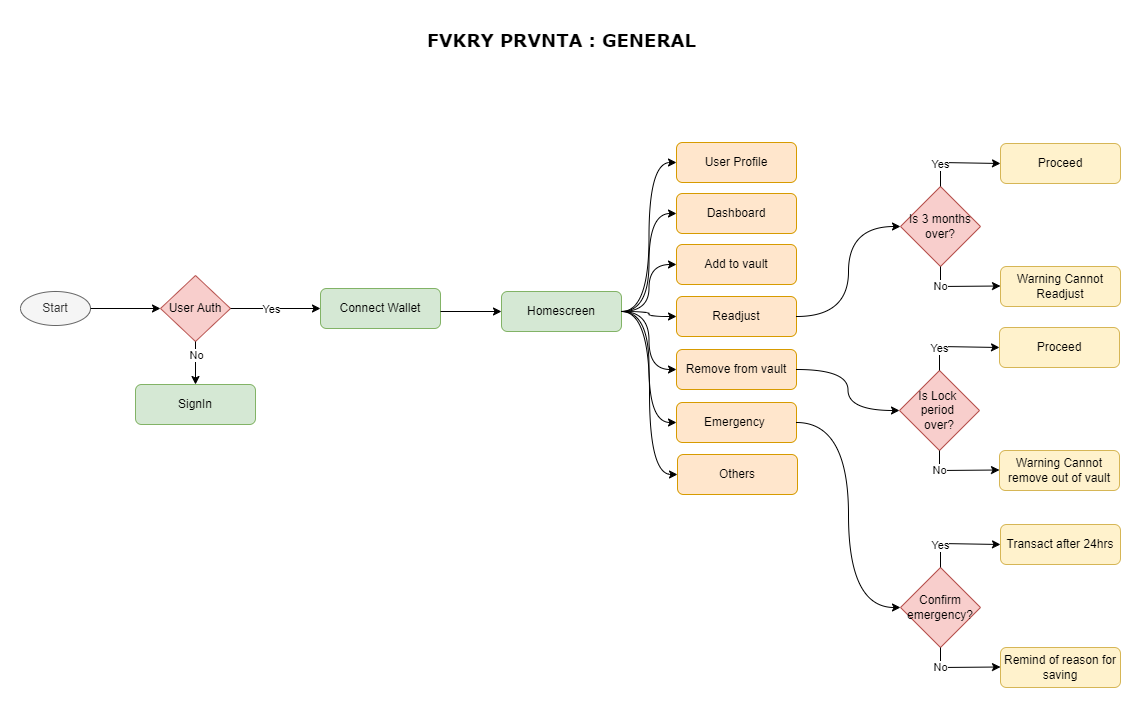 FVKRY PRVNTA : GENERAL
Start
User Auth
Yes
No
SignIn
Connect Wallet
Homescreen
User Profile
Dashboard
Add to vault
Readjust
Remove from vault
Emergency
Others
Is 3 months
over?
Yes
Proceed
No
Warning Cannot
Readjust
Is Lock
period
over?
Yes
Proceed
No
Warning Cannot
remove out of vault
Confirm
emergency?
Yes
Transact after 24hrs
No
Remind of reason for
saving